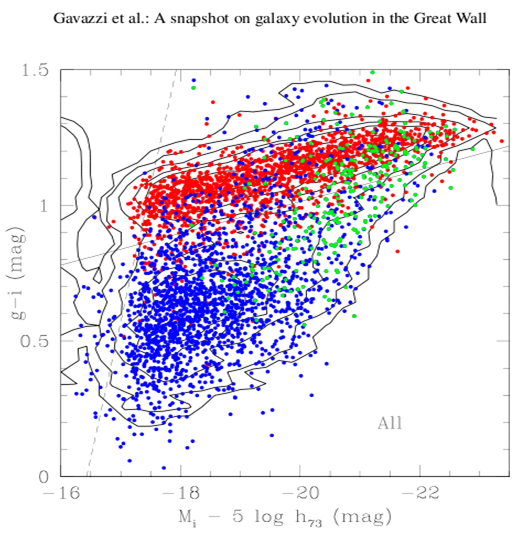 Gavazzi et al.: A snapshot on galaxy evolution in the Great Wall
1.5
1
0.5
0
g−i (mag)
All
−16
−18
−20
−22
M_i − 5 log h_73 (mag)